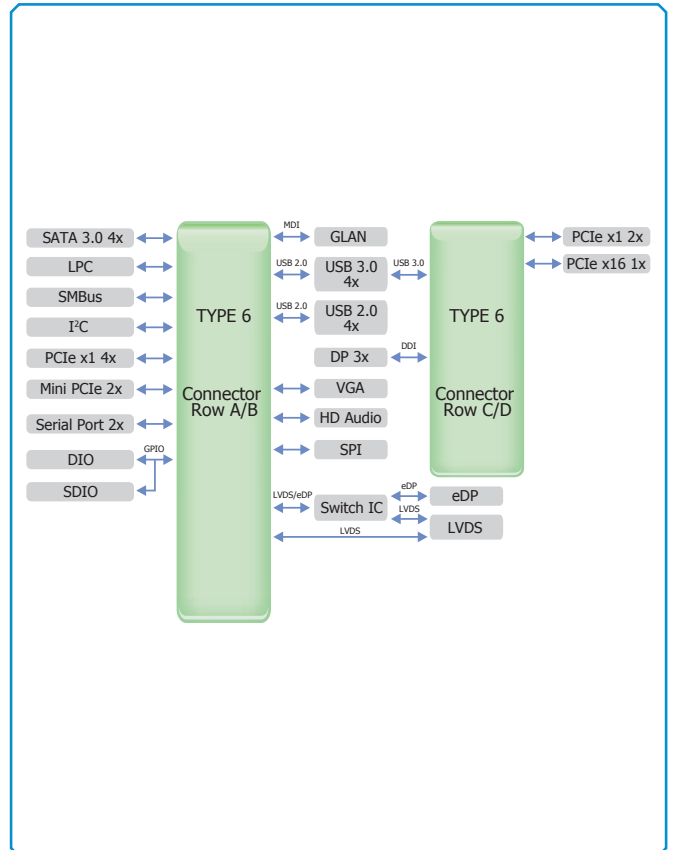 SATA 3.0 4x
LPC
SMBus
I²C
PCIe x1 4x
Mini PCIe 2x
Serial Port 2x
GPIO
DIO
SDIO
TYPE 6
Connector
Row A/B
MDI
GLAN
USB 2.0
USB 3.0
4x
USB 3.0
USB 2.0
USB 2.0
4x
DP 3x
DDI
VGA
HD Audio
SPI
LVDS/eDP
Switch IC
eDP
eDP
LVDS
LVDS
LVDS
TYPE 6
Connector
Row C/D
PCIe x1 2x
PCIe x16 1x